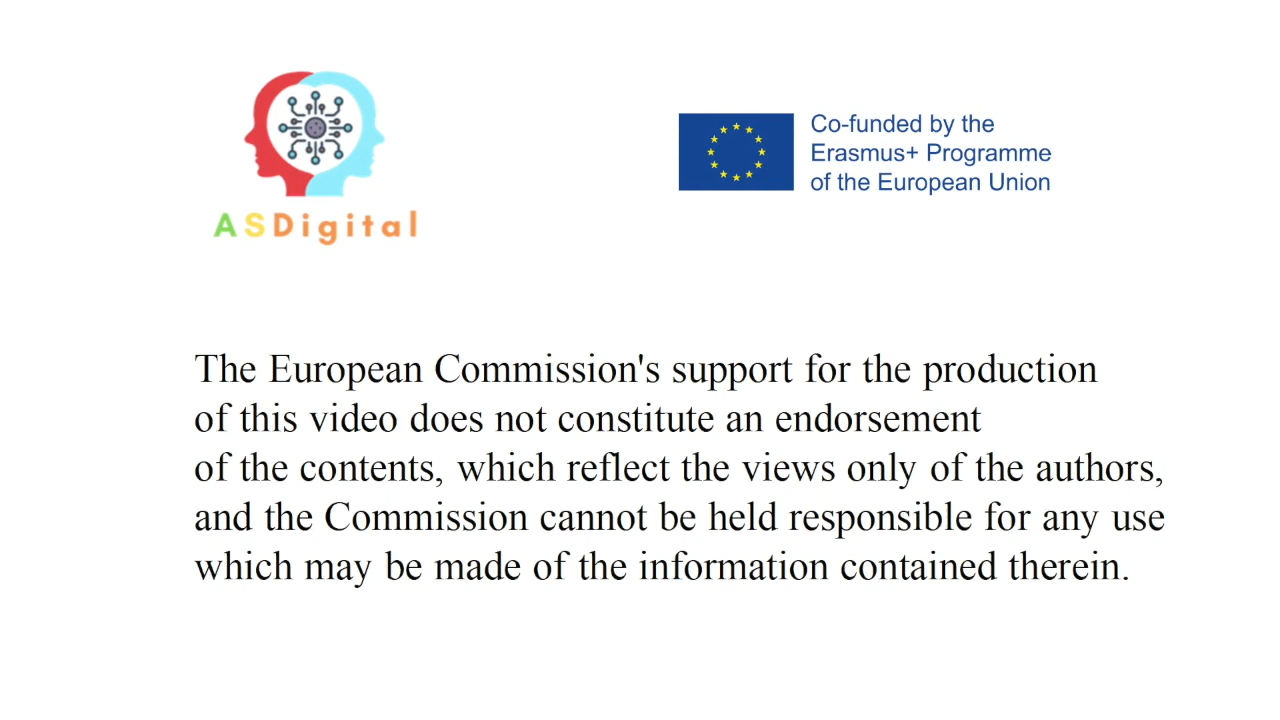 ASDigital
Co-funded by the
Erasmus+ Programme
of the European Union
The European Commission's support for the production
of this video does not constitute an endorsement
of the contents, which reflect the views only of the authors,
and the Commission cannot be held responsible for any use
which may be made of the information contained therein.